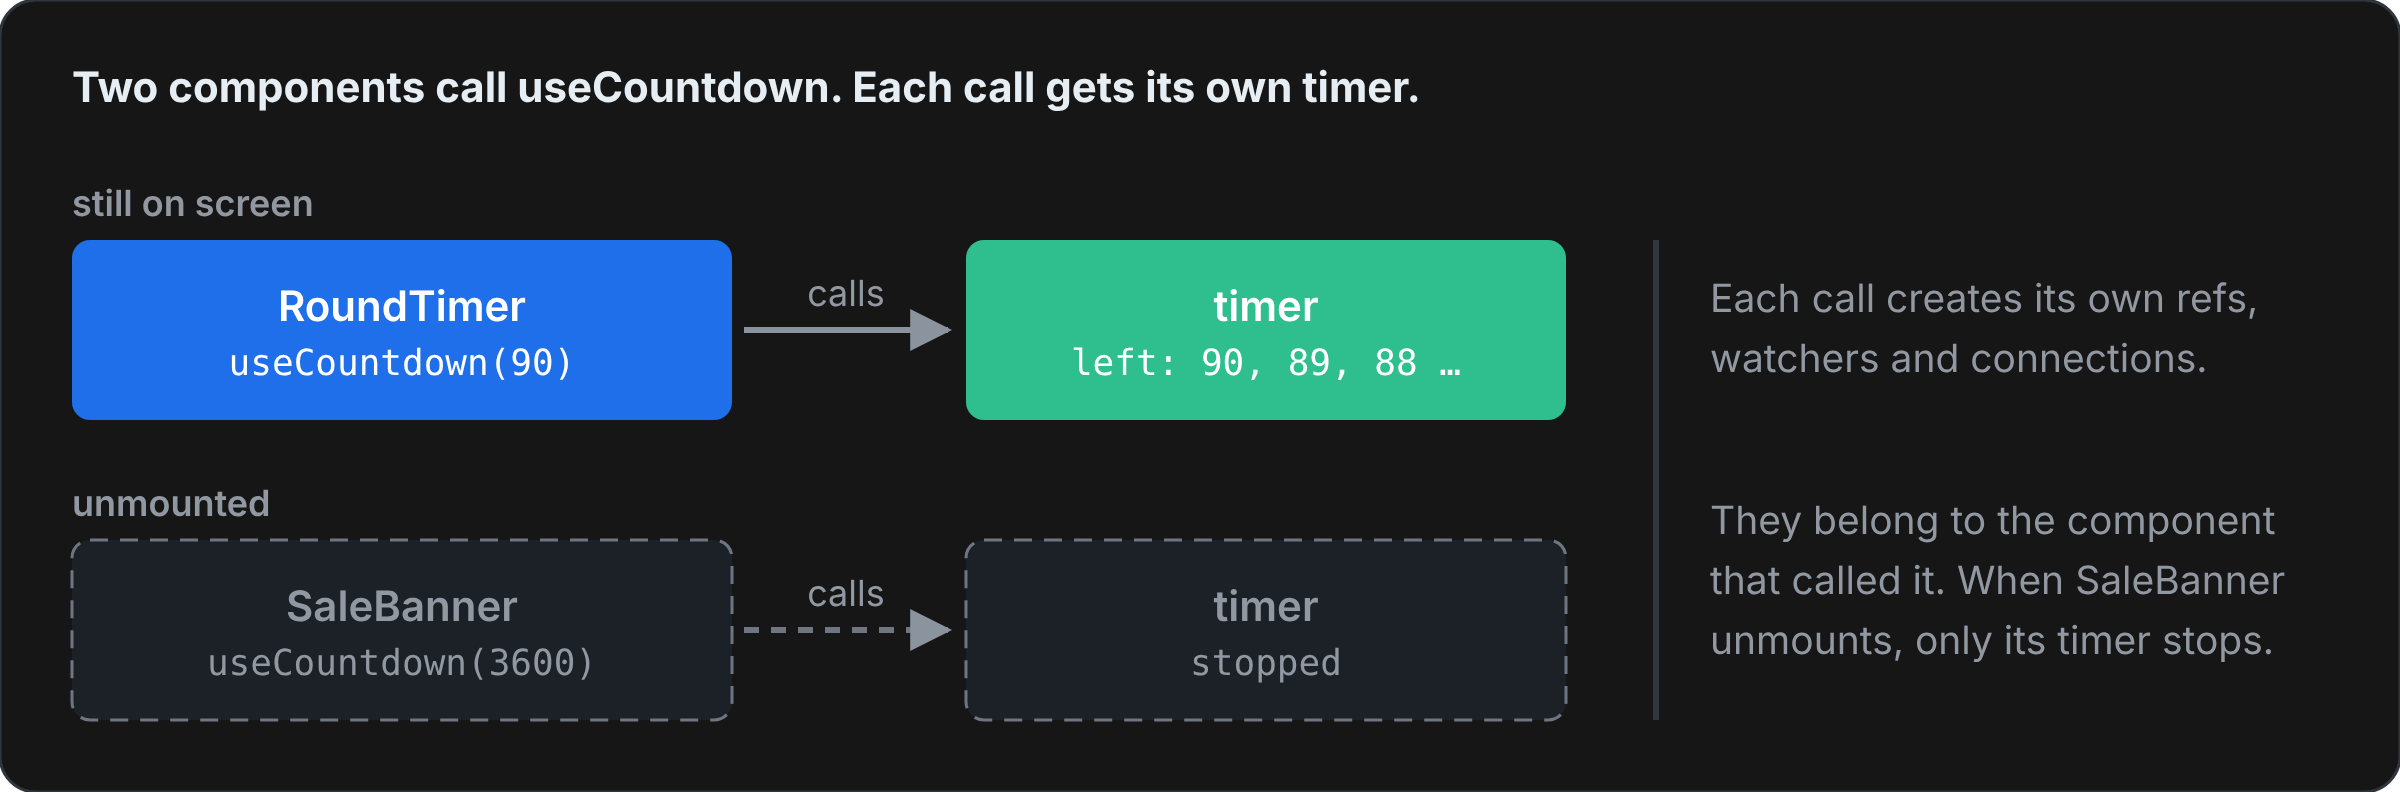 Two components call useCountdown. Each call gets its own timer.
still on screen
RoundTimer
useCountdown(90)
calls
timer
left: 90, 89, 88 …
Each call creates its own refs,
watchers and connections.
unmounted
SaleBanner
useCountdown(3600)
calls
timer
stopped
They belong to the component
that called it. When SaleBanner
unmounts, only its timer stops.